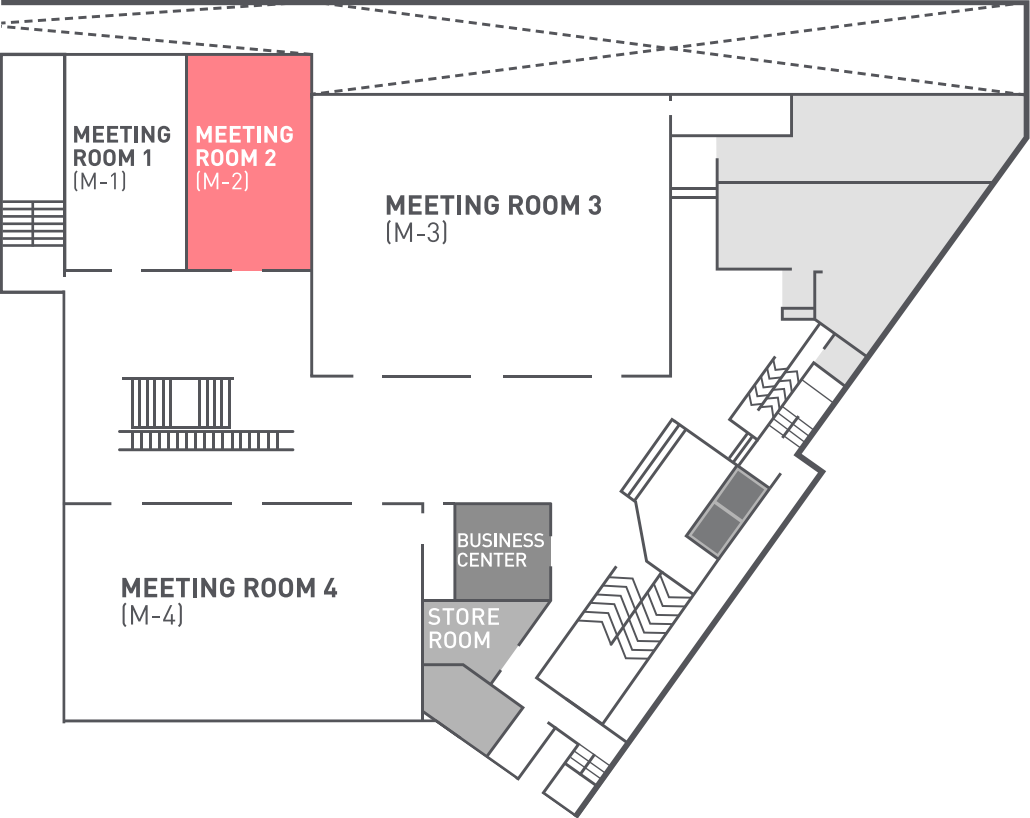 MEETING
ROOM 1
(M-1)
MEETING
ROOM 2
(M-2)
MEETING ROOM 3
(M-3)
BUSINESS
CENTER
MEETING ROOM 4
(M-4)
STORE
ROOM